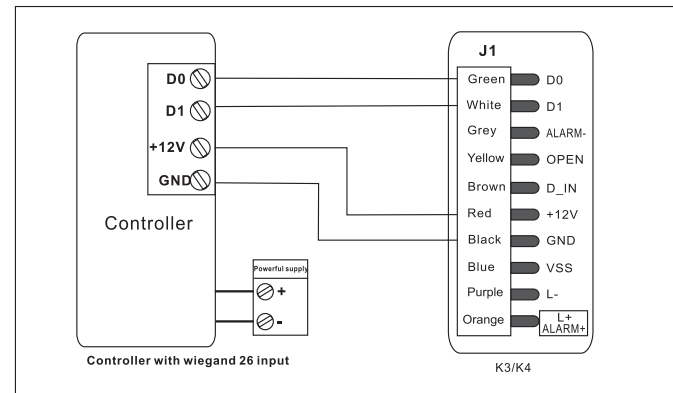 J1
D0
Green D0
D1
White D1
Grey ALARM-
+12V
Yellow OPEN
GND
Brown D_IN
Red +12V
Controller
Black GND
Blue VSS
Powerful supply
+
Purple L-
-
Orange L+
ALARM+
Controller with wiegand 26 input
K3/K4